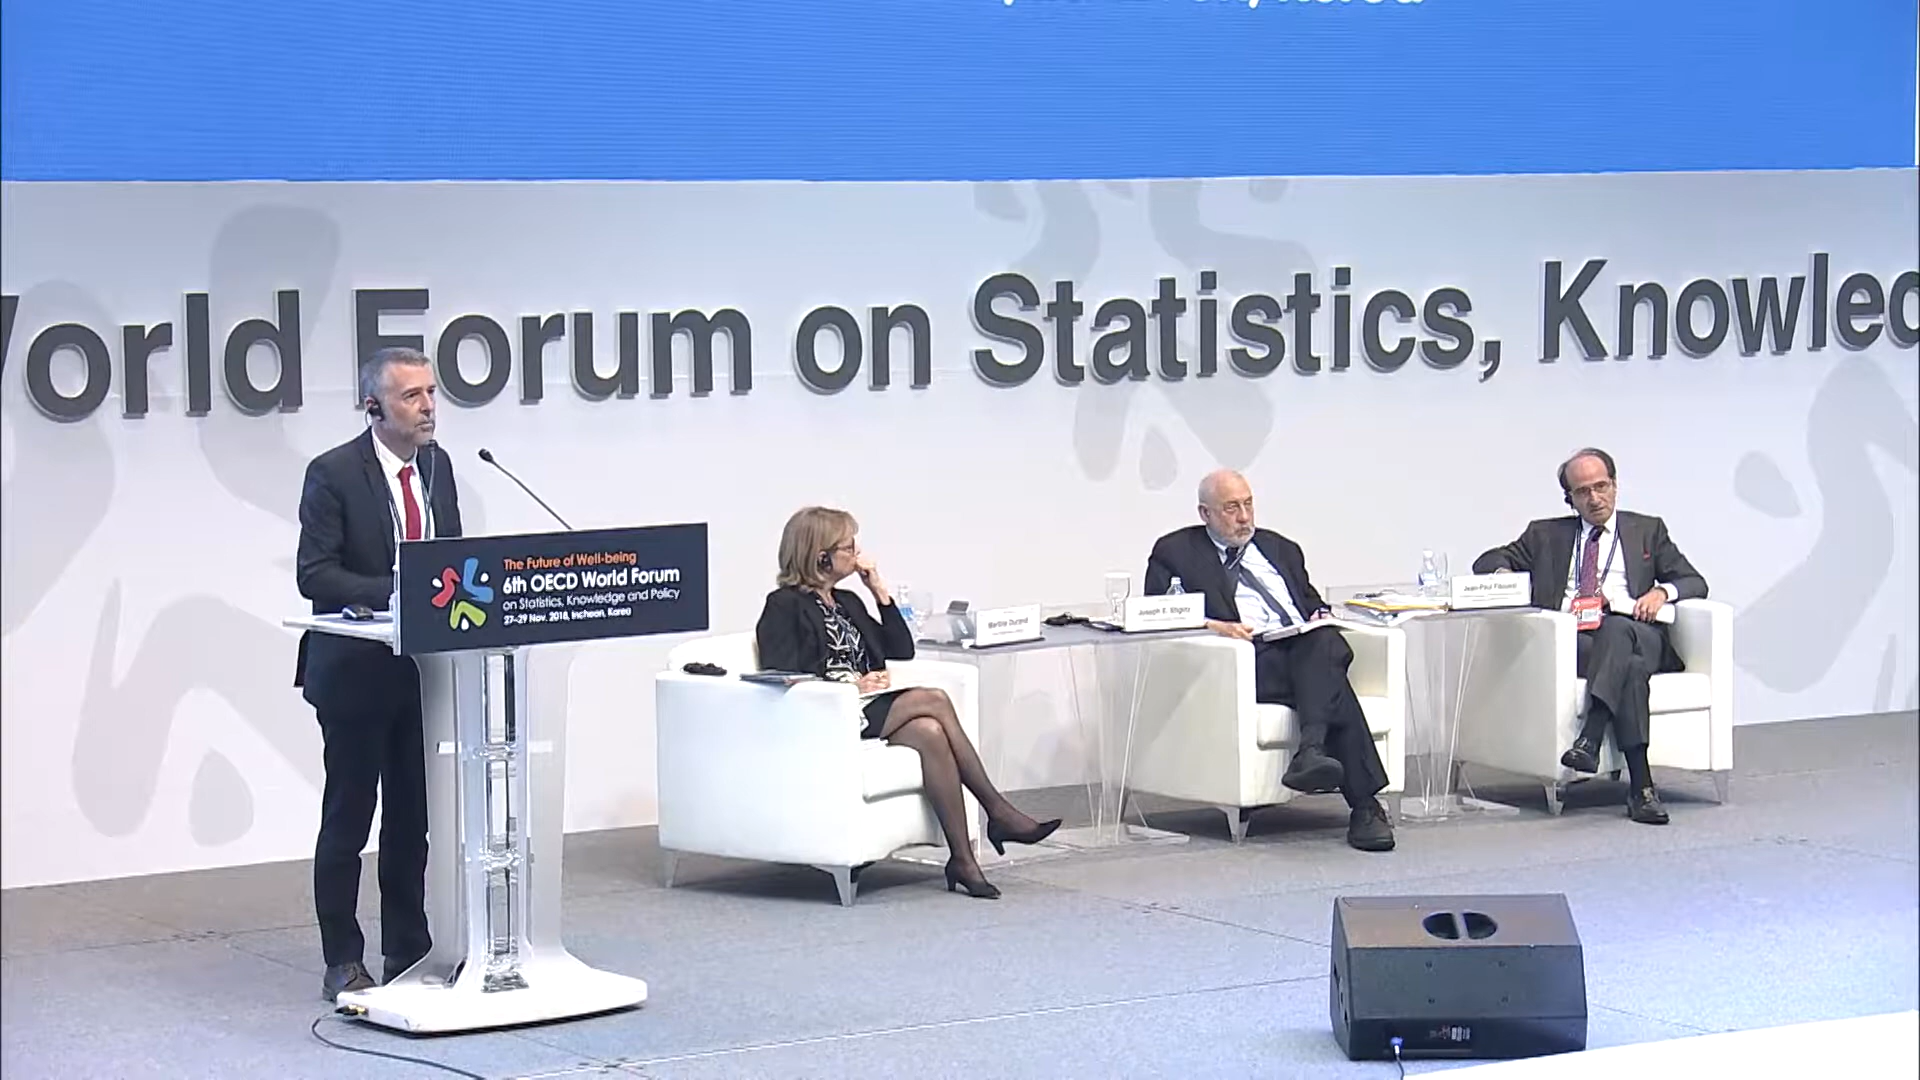 World Forum on Statistics, Knowled
The Future of Well-being
6th OECD World Forum
on Statistics, Knowledge and Policy
27-29 Nov. 2018, Incheon, Korea
Martine Durand
Joseph E. Stiglitz
Jean-Paul Fitoussi